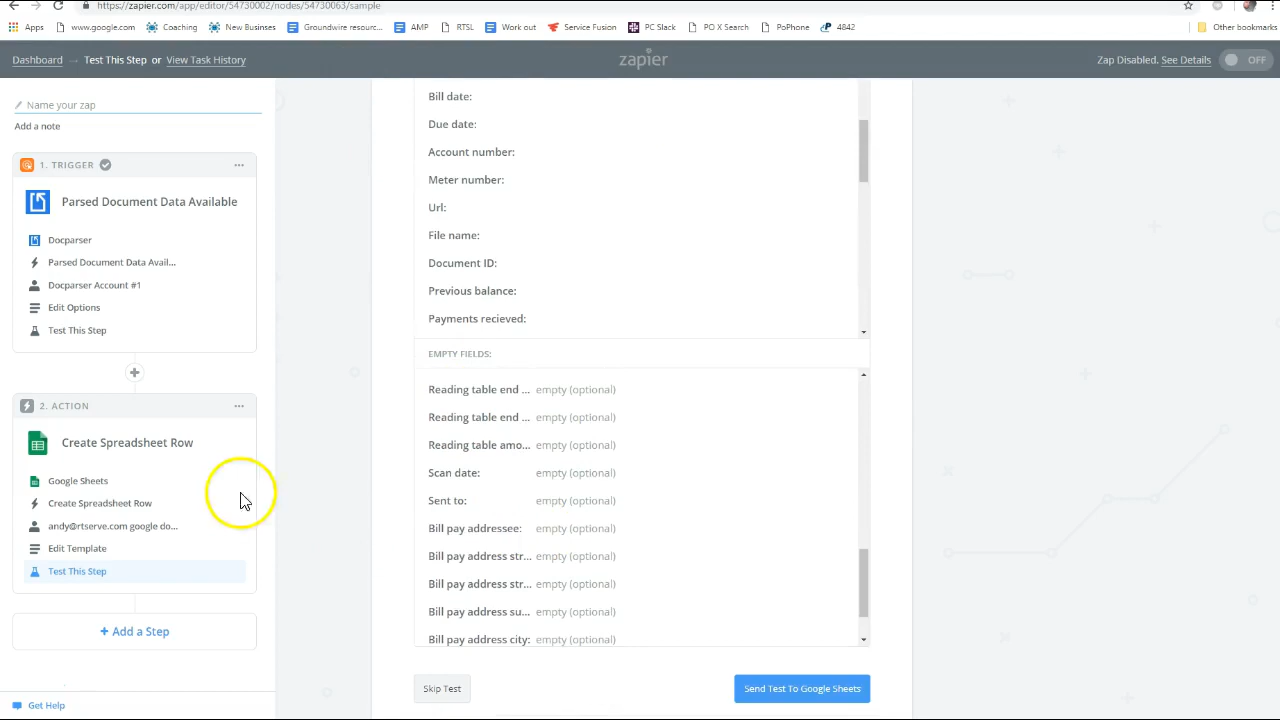 https://zapier.com/app/editor/54730002/nodes/54730063/sample
Apps www.google.com Coaching New Businses Groundwire resourc... AMP RTSL Work out Service Fusion PC Slack PO X Search PoPhone 4842 Other bookmarks
Dashboard → Test This Step or View Task History zapier Zap Disabled. See Details OFF
Name your zap
Add a note
1. TRIGGER
Parsed Document Data Available
Docparser
Parsed Document Data Avail...
Docparser Account #1
Edit Options
Test This Step
2. ACTION
Create Spreadsheet Row
Google Sheets
Create Spreadsheet Row
andy@rtserve.com google do...
Edit Template
Test This Step
+ Add a Step
Get Help
Bill date:
Due date:
Account number:
Meter number:
Url:
File name:
Document ID:
Previous balance:
Payments recieved:
EMPTY FIELDS:
Reading table end ... empty (optional)
Reading table end ... empty (optional)
Reading table amo... empty (optional)
Scan date: empty (optional)
Sent to: empty (optional)
Bill pay addressee: empty (optional)
Bill pay address str... empty (optional)
Bill pay address str... empty (optional)
Bill pay address su... empty (optional)
Bill pay address city: empty (optional)
Skip Test Send Test To Google Sheets